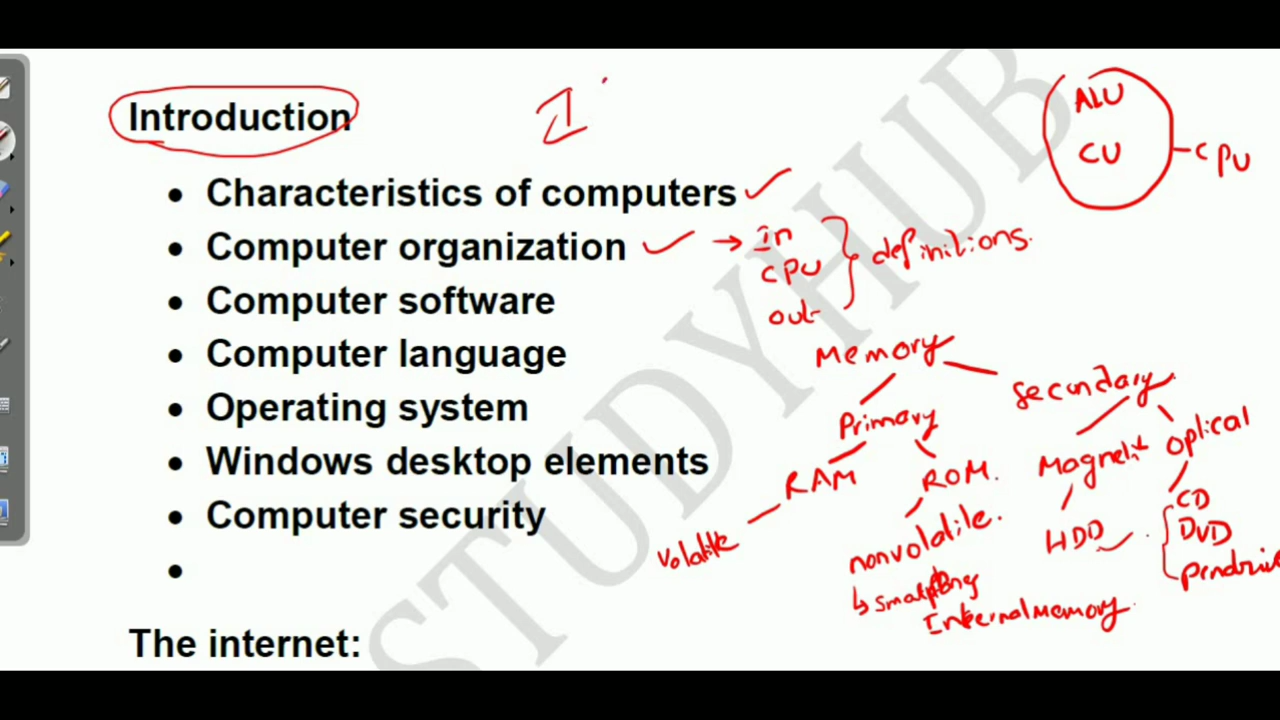 Introduction
I
ALU
CU
CPU
• Characteristics of computers
• Computer organization
In
CPU
out
definitions.
• Computer software
• Computer language
• Operating system
• Windows desktop elements
• Computer security
•
Memory
Primary
Secondary
RAM
ROM.
Magnetic
Optical
volatile
nonvolatile.
HDD
CD
DVD
Pendrive
Smartphones
Internal Memory.
The internet:
STUDYHUB